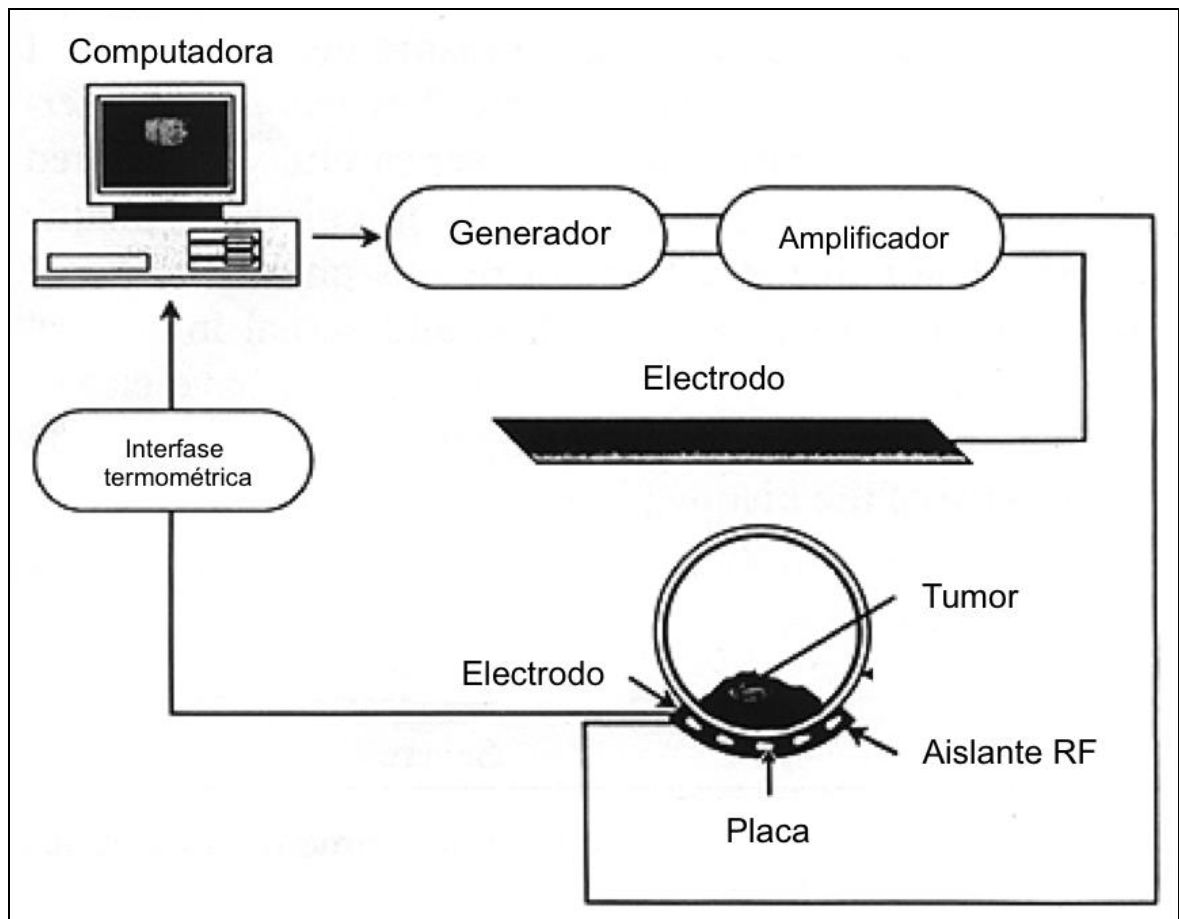 Computadora
Generador
Amplificador
Electrodo
Interfase
termométrica
Tumor
Electrodo
Aislante RF
Placa